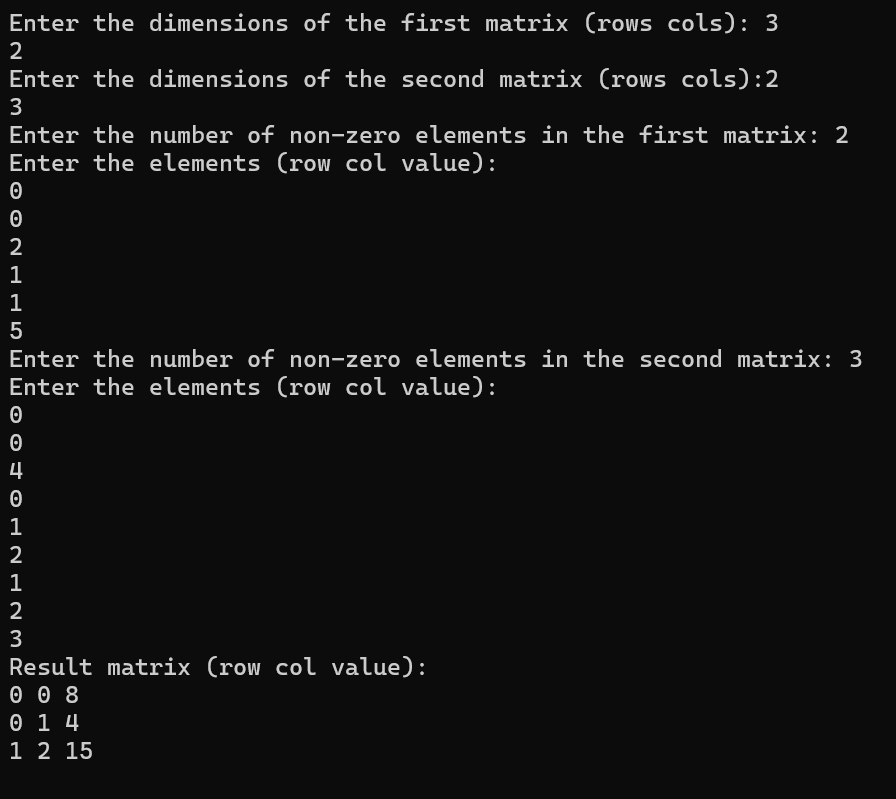 Enter the dimensions of the first matrix (rows cols): 3
2
Enter the dimensions of the second matrix (rows cols):2
3
Enter the number of non-zero elements in the first matrix: 2
Enter the elements (row col value):
0
0
2
1
1
5
Enter the number of non-zero elements in the second matrix: 3
Enter the elements (row col value):
0
0
4
0
1
2
1
2
3
Result matrix (row col value):
0 0 8
0 1 4
1 2 15